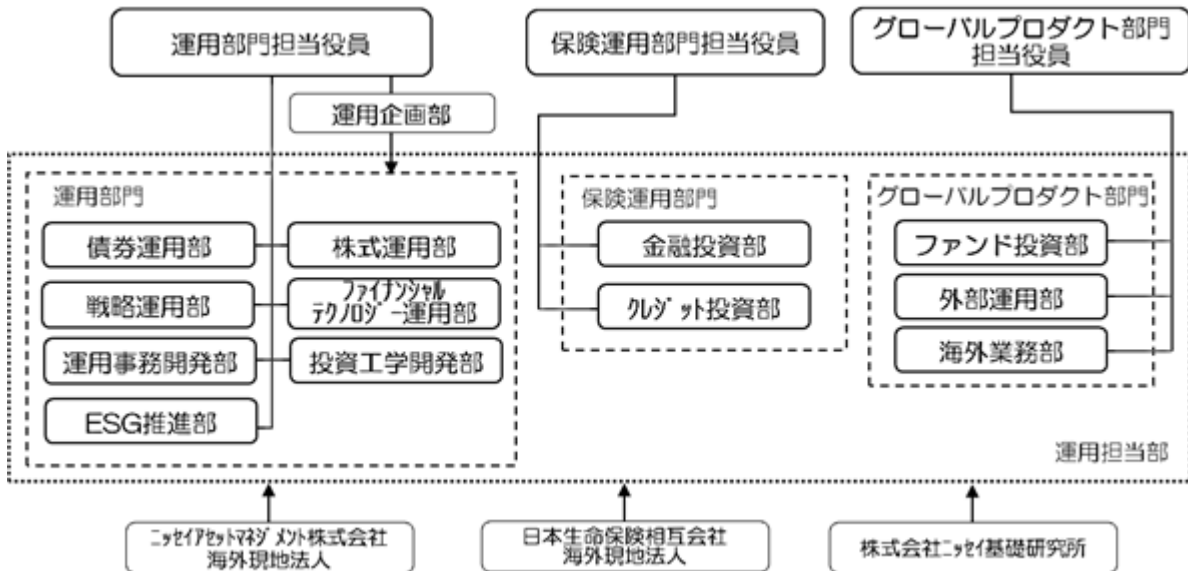 運用部門担当役員
保険運用部門担当役員
グローバルプロダクト部門
担当役員
運用企画部
運用部門
債券運用部
株式運用部
戦略運用部
ファイナンシャル
テクノロジー運用部
運用事務開発部
投資工学開発部
ESG推進部
保険運用部門
金融投資部
クレジット投資部
グローバルプロダクト部門
ファンド投資部
外部運用部
海外業務部
運用担当部
ニッセイアセットマネジメント株式会社
海外現地法人
日本生命保険相互会社
海外現地法人
株式会社ニッセイ基礎研究所